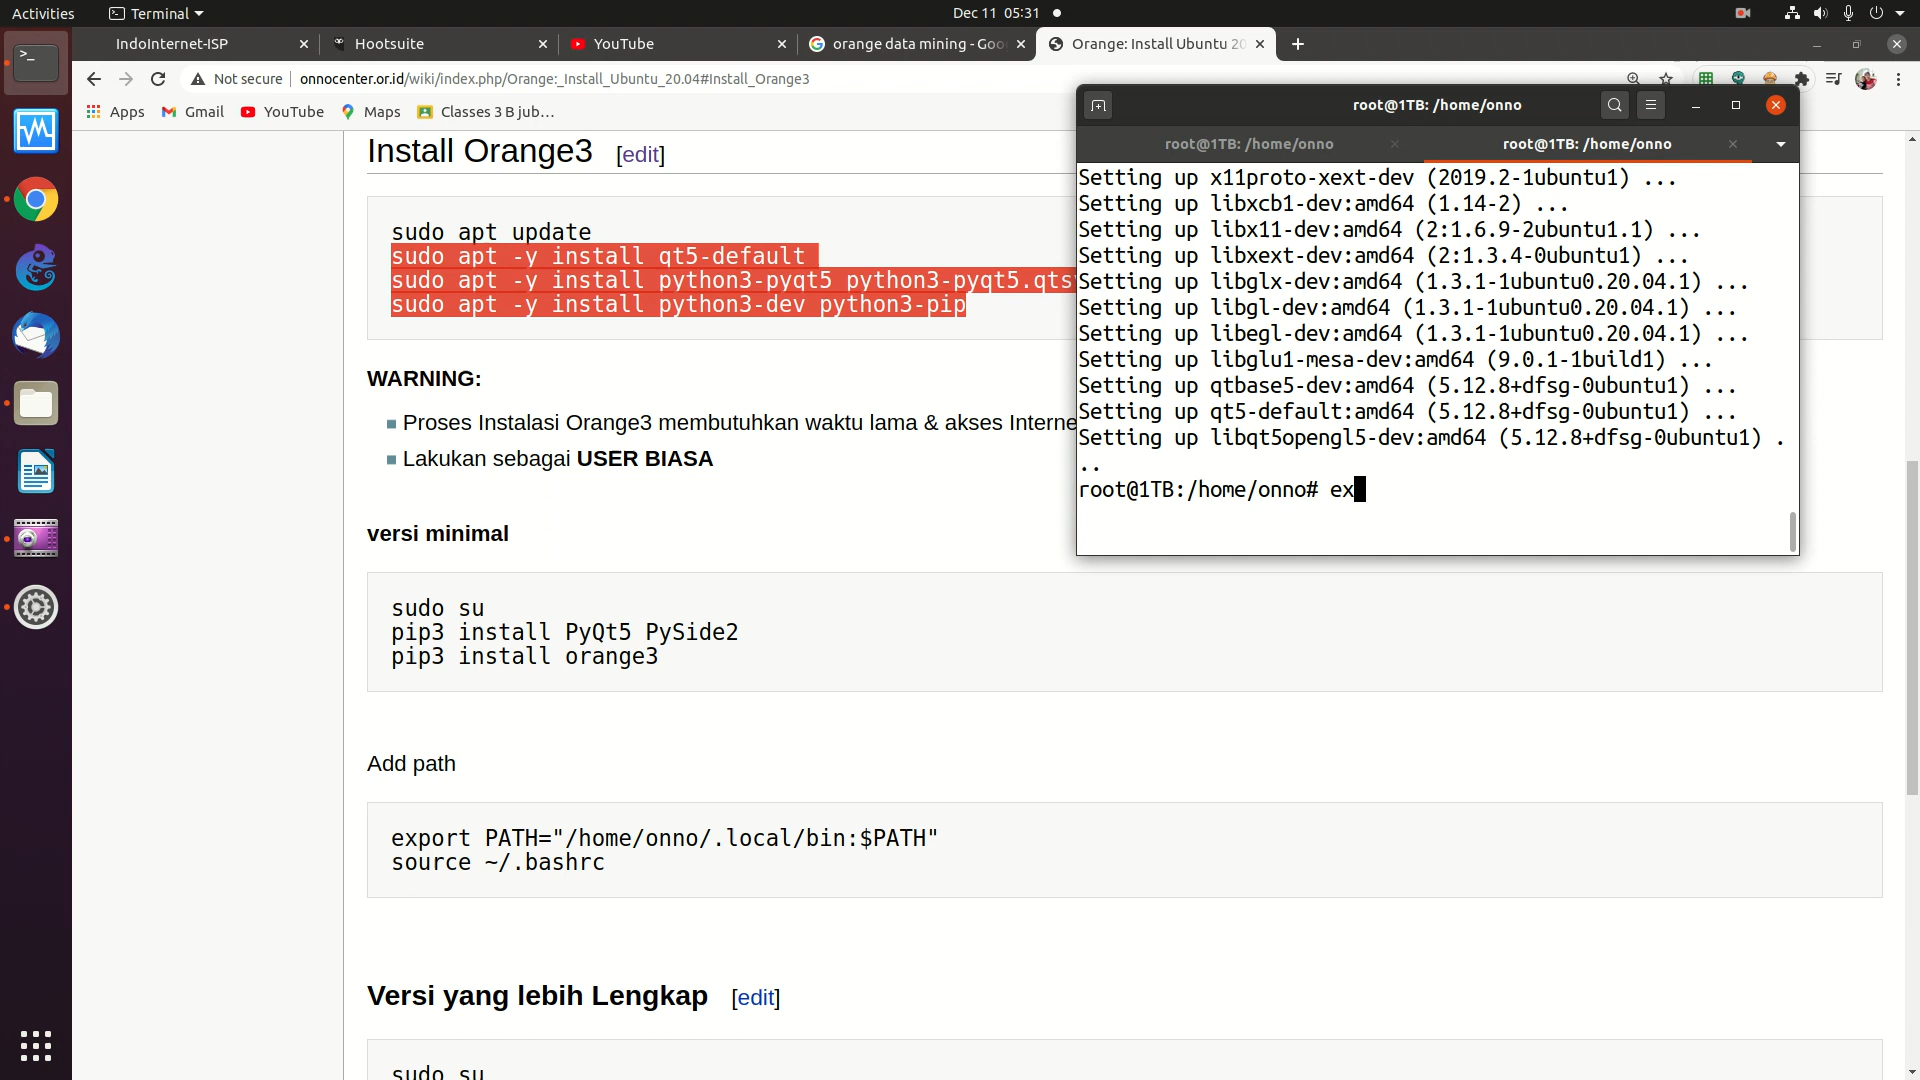 Activities
Terminal
Dec 11 05:31
IndoInternet-ISP
Hootsuite
YouTube
orange data mining - Goo
Orange: Install Ubuntu 20
Not secure
onnocenter.or.id/wiki/index.php/Orange:_Install_Ubuntu_20.04#Install_Orange3
Apps
Gmail
YouTube
Maps
Classes 3 B jub…
Install Orange3 [edit]
sudo apt update
sudo apt -y install qt5-default
sudo apt -y install python3-pyqt5 python3-pyqt5.qts
sudo apt -y install python3-dev python3-pip
WARNING:
Proses Instalasi Orange3 membutuhkan waktu lama & akses Interne
Lakukan sebagai USER BIASA
versi minimal
sudo su
pip3 install PyQt5 PySide2
pip3 install orange3
Add path
export PATH="/home/onno/.local/bin:$PATH"
source ~/.bashrc
Versi yang lebih Lengkap [edit]
sudo su
root@1TB: /home/onno
root@1TB: /home/onno
root@1TB: /home/onno
Setting up x11proto-xext-dev (2019.2-1ubuntu1) ...
Setting up libxcb1-dev:amd64 (1.14-2) ...
Setting up libx11-dev:amd64 (2:1.6.9-2ubuntu1.1) ...
Setting up libxext-dev:amd64 (2:1.3.4-0ubuntu1) ...
Setting up libglx-dev:amd64 (1.3.1-1ubuntu0.20.04.1) ...
Setting up libgl-dev:amd64 (1.3.1-1ubuntu0.20.04.1) ...
Setting up libegl-dev:amd64 (1.3.1-1ubuntu0.20.04.1) ...
Setting up libglu1-mesa-dev:amd64 (9.0.1-1build1) ...
Setting up qtbase5-dev:amd64 (5.12.8+dfsg-0ubuntu1) ...
Setting up qt5-default:amd64 (5.12.8+dfsg-0ubuntu1) ...
Setting up libqt5opengl5-dev:amd64 (5.12.8+dfsg-0ubuntu1) .
..
root@1TB:/home/onno# ex